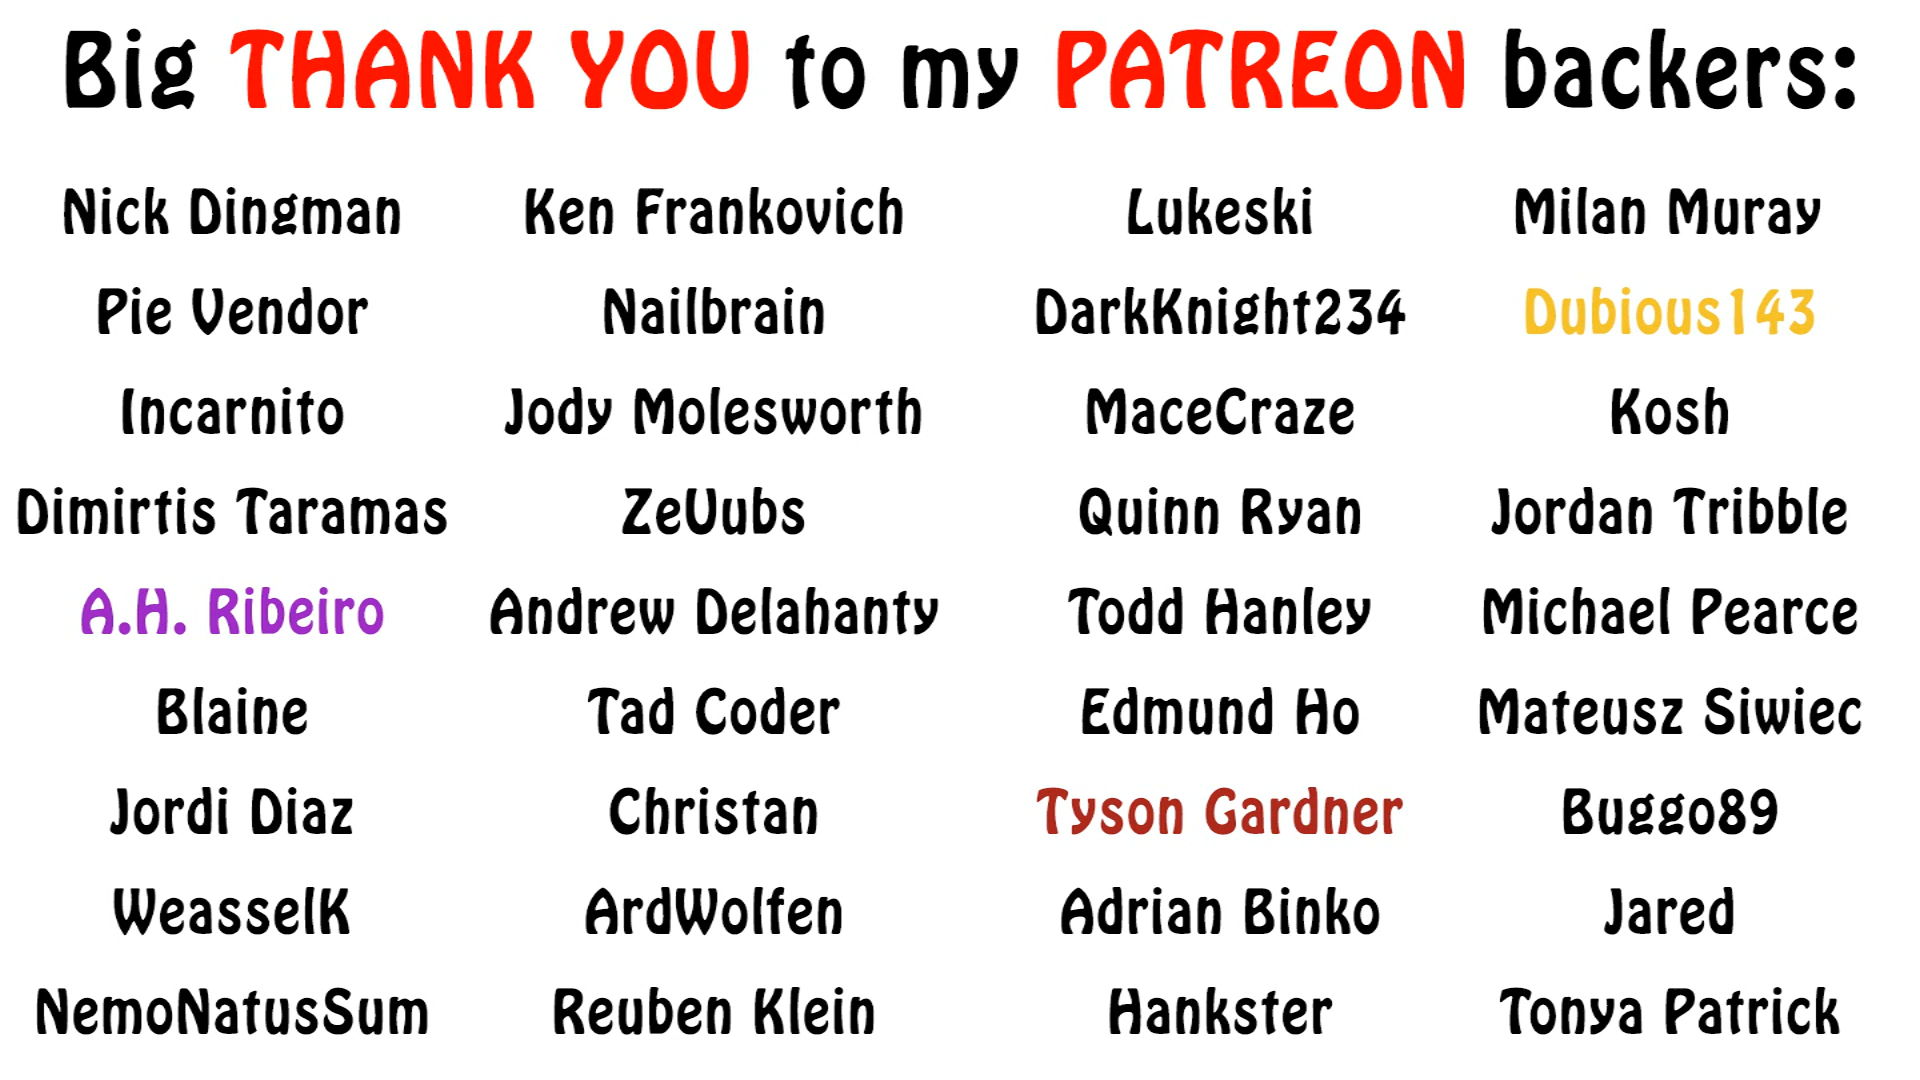 Big THANK YOU to my PATREON backers:
Nick Dingman Ken Frankovich Lukeski Milan Muray
Pie Vendor Nailbrain DarkKnight234 Dubious143
Incarnito Jody Molesworth MaceCraze Kosh
Dimirtis Taramas ZeUubs Quinn Ryan Jordan Tribble
A.H. Ribeiro Andrew Delahanty Todd Hanley Michael Pearce
Blaine Tad Coder Edmund Ho Mateusz Siwiec
Jordi Diaz Christan Tyson Gardner Buggo89
WeasselK ArdWolfen Adrian Binko Jared
NemoNatusSum Reuben Klein Hankster Tonya Patrick